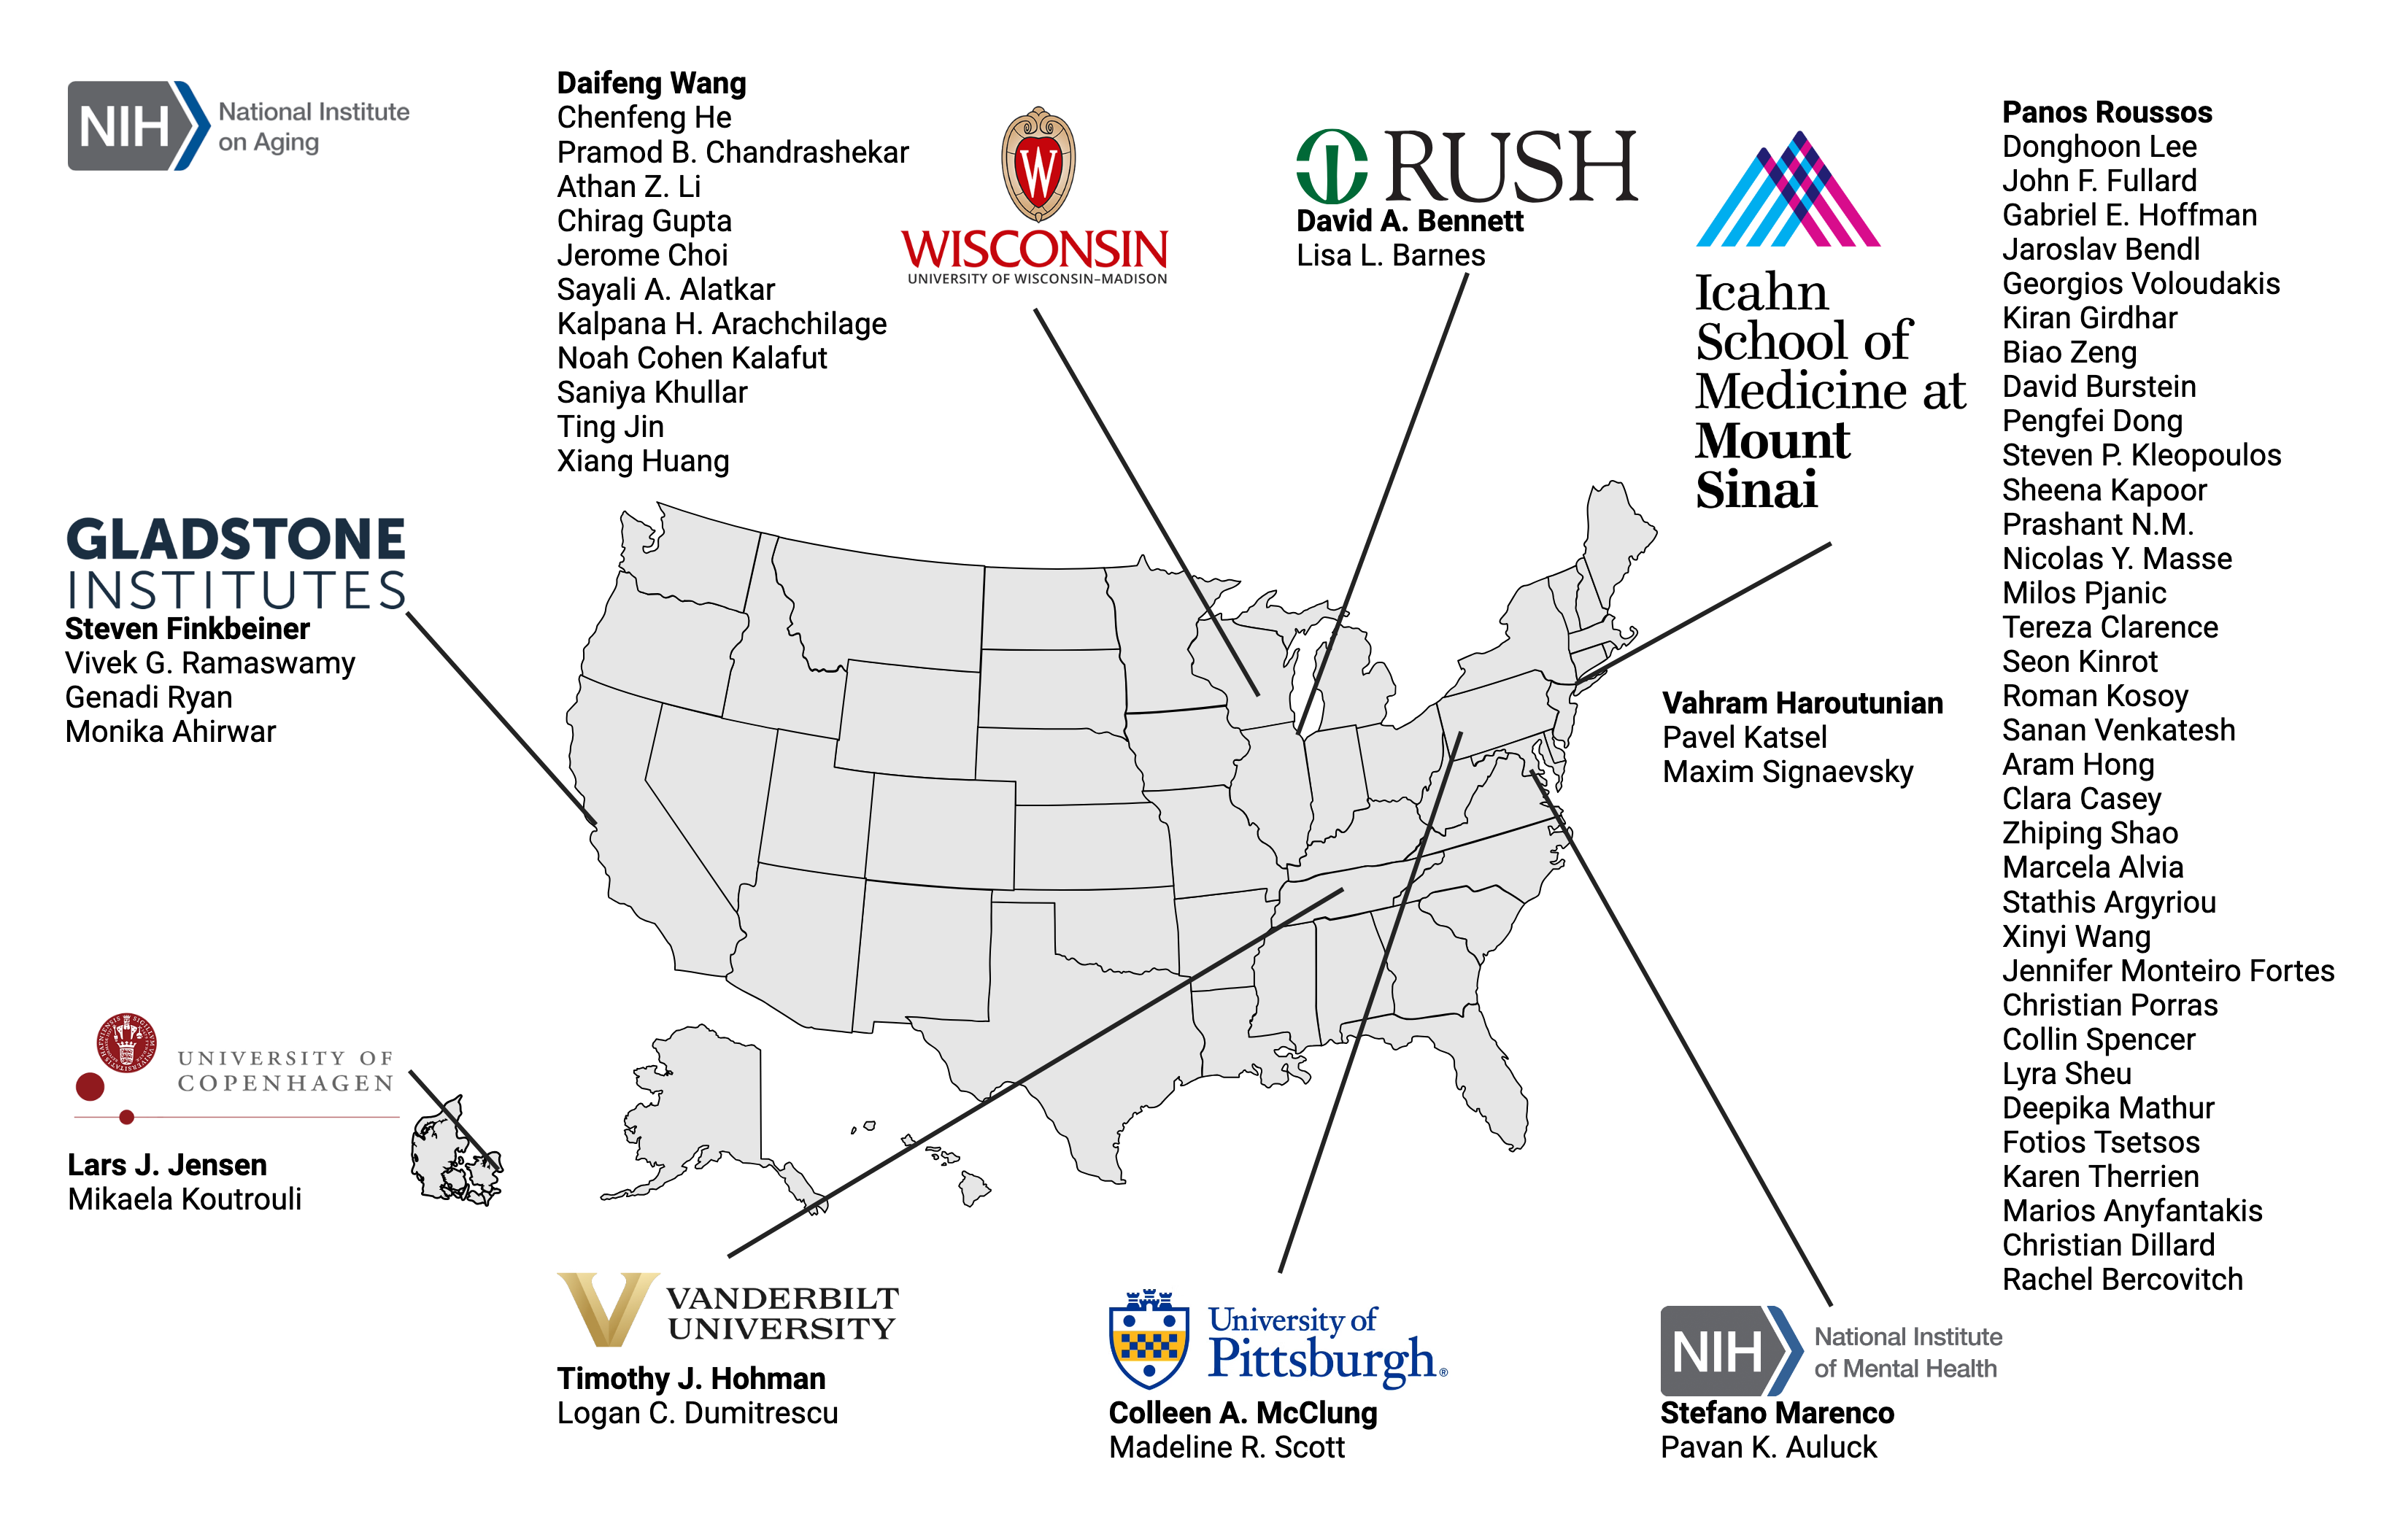 NIH
National Institute
on Aging
Daifeng Wang
Chenfeng He
Pramod B. Chandrashekar
Athan Z. Li
Chirag Gupta
Jerome Choi
Sayali A. Alatkar
Kalpana H. Arachchilage
Noah Cohen Kalafut
Saniya Khullar
Ting Jin
Xiang Huang
W
WISCONSIN
UNIVERSITY OF WISCONSIN–MADISON
RUSH
David A. Bennett
Lisa L. Barnes
Icahn
School of
Medicine at
Mount
Sinai
Panos Roussos
Donghoon Lee
John F. Fullard
Gabriel E. Hoffman
Jaroslav Bendl
Georgios Voloudakis
Kiran Girdhar
Biao Zeng
David Burstein
Pengfei Dong
Steven P. Kleopoulos
Sheena Kapoor
Prashant N.M.
Nicolas Y. Masse
Milos Pjanic
Tereza Clarence
Seon Kinrot
Roman Kosoy
Sanan Venkatesh
Aram Hong
Clara Casey
Zhiping Shao
Marcela Alvia
Stathis Argyriou
Xinyi Wang
Jennifer Monteiro Fortes
Christian Porras
Collin Spencer
Lyra Sheu
Deepika Mathur
Fotios Tsetsos
Karen Therrien
Marios Anyfantakis
Christian Dillard
Rachel Bercovitch
GLADSTONE
INSTITUTES
Steven Finkbeiner
Vivek G. Ramaswamy
Genadi Ryan
Monika Ahirwar
Vahram Haroutunian
Pavel Katsel
Maxim Signaevsky
UNIVERSITY OF
COPENHAGEN
Lars J. Jensen
Mikaela Koutrouli
VANDERBILT
UNIVERSITY
Timothy J. Hohman
Logan C. Dumitrescu
University of
Pittsburgh®
Colleen A. McClung
Madeline R. Scott
NIH
National Institute
of Mental Health
Stefano Marenco
Pavan K. Auluck